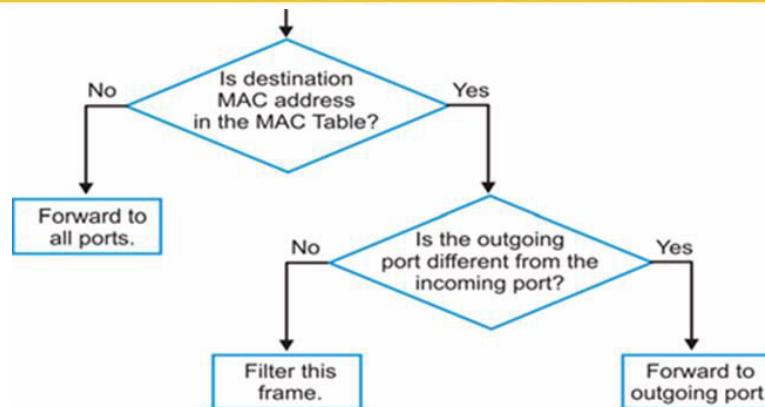 Is destination
MAC address
in the MAC Table?
No
Yes
Forward to
all ports.
Is the outgoing
port different from the
incoming port?
No
Yes
Filter this
frame.
Forward to
outgoing port